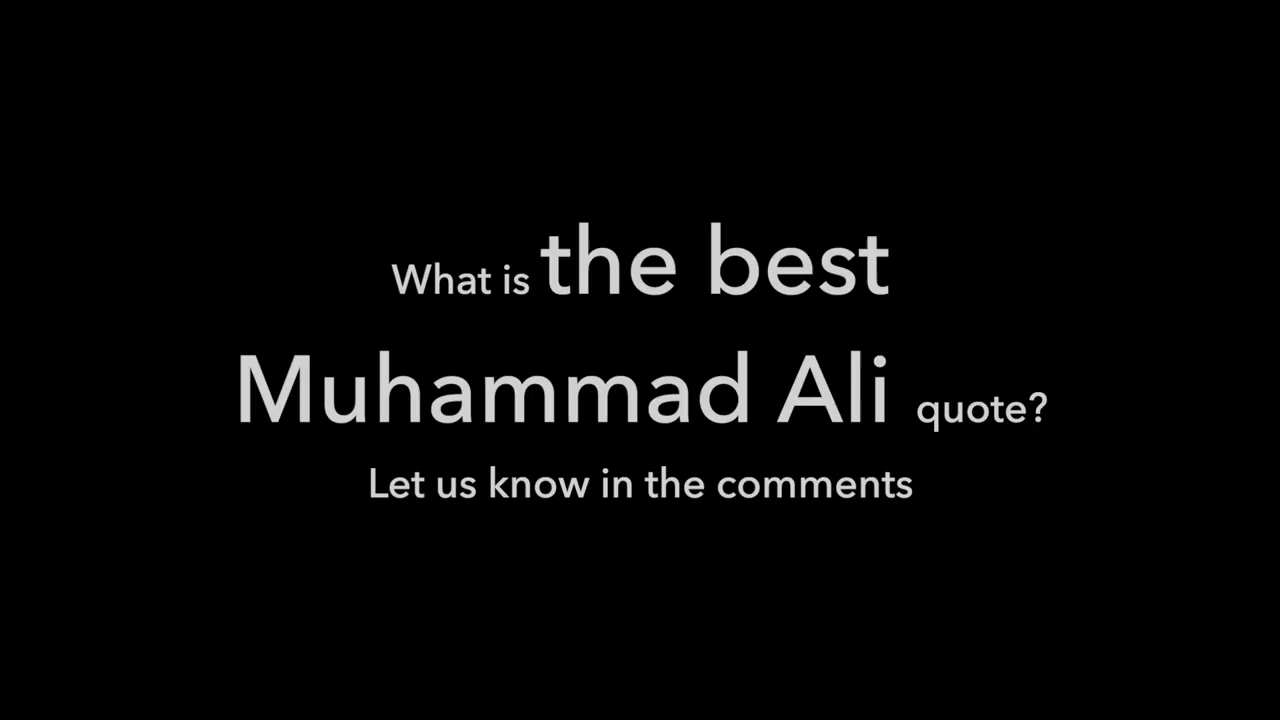 What is the best
Muhammad Ali quote?
Let us know in the comments